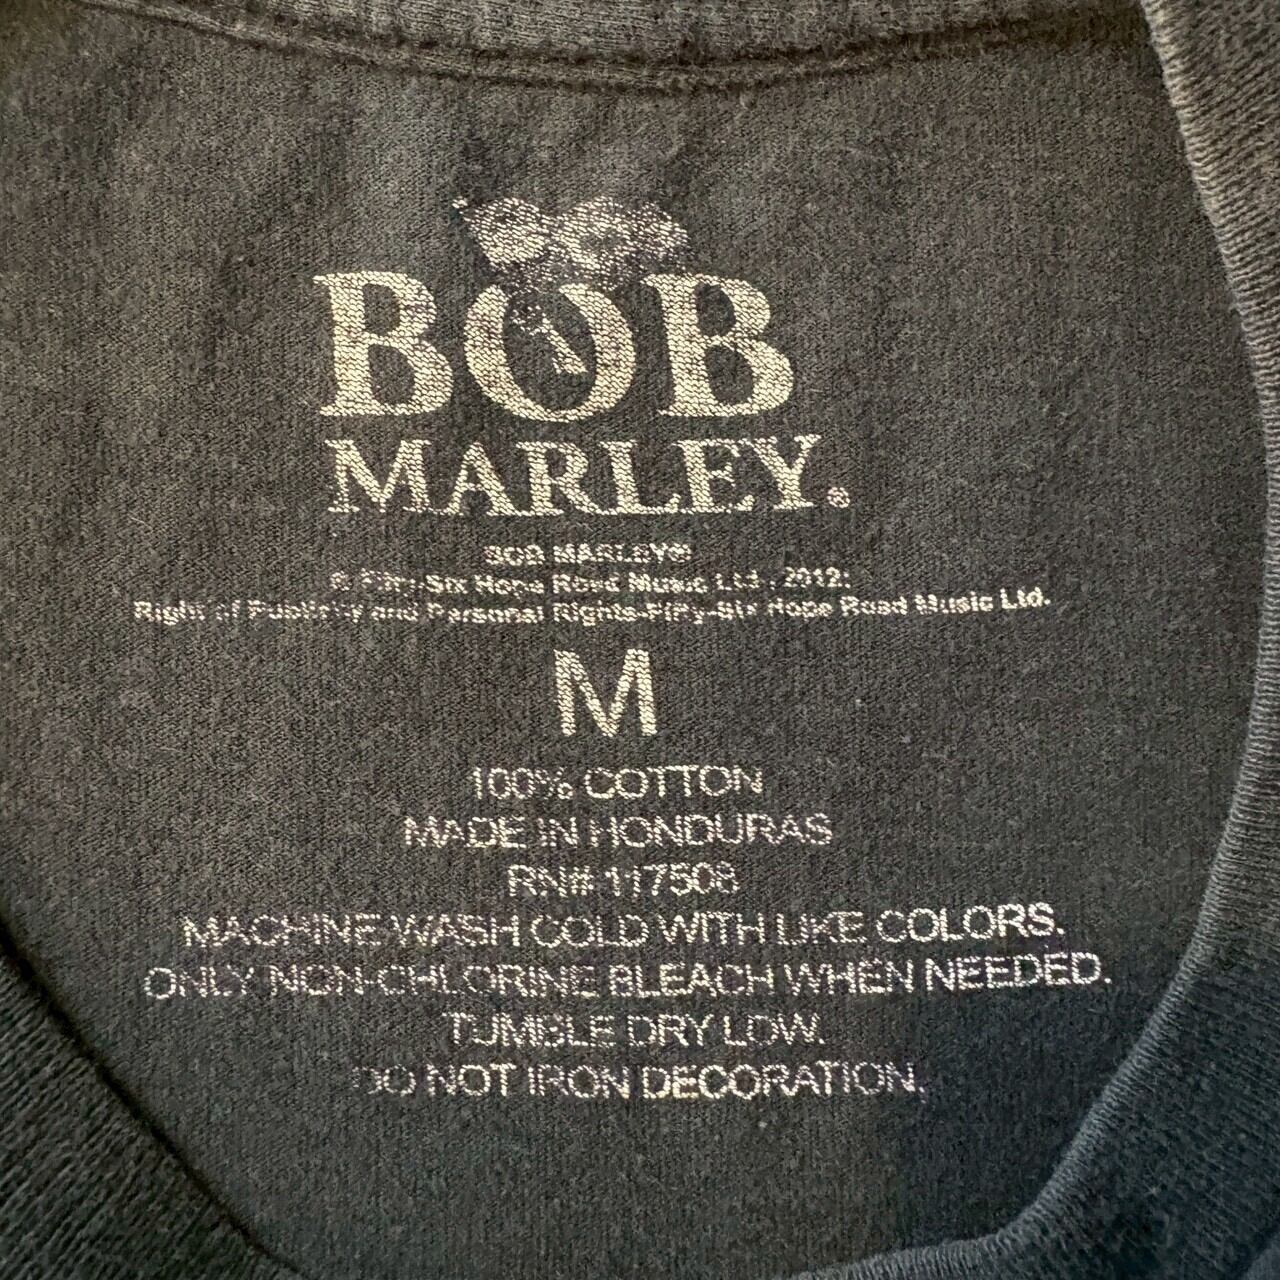 BOB
MARLEY.®
BOB MARLEY®
© Fifty-Six Hope Road Music Ltd., 2012;
Right of Publicity and Personal Rights-Fifty-Six Hope Road Music Ltd.
M
100% COTTON
MADE IN HONDURAS
RN# 117508
MACHINE WASH COLD WITH LIKE COLORS.
ONLY NON-CHLORINE BLEACH WHEN NEEDED.
TUMBLE DRY LOW.
DO NOT IRON DECORATION.